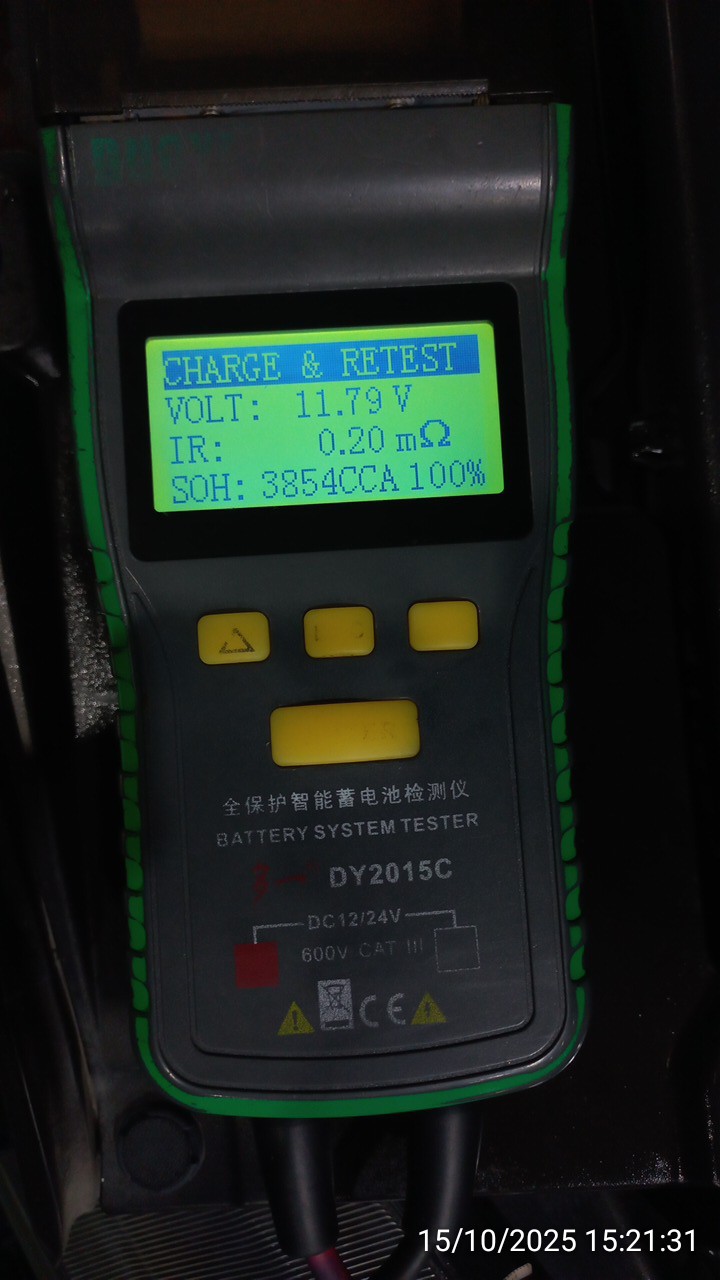 DUOYI
CHARGE & RETEST
VOLT: 11.79 V
IR: 0.20 mΩ
SOH: 3854CCA 100%
全保护智能蓄电池检测仪
BATTERY SYSTEM TESTER
DY2015C
DC12/24V
600V CAT III
CE
15/10/2025 15:21:31